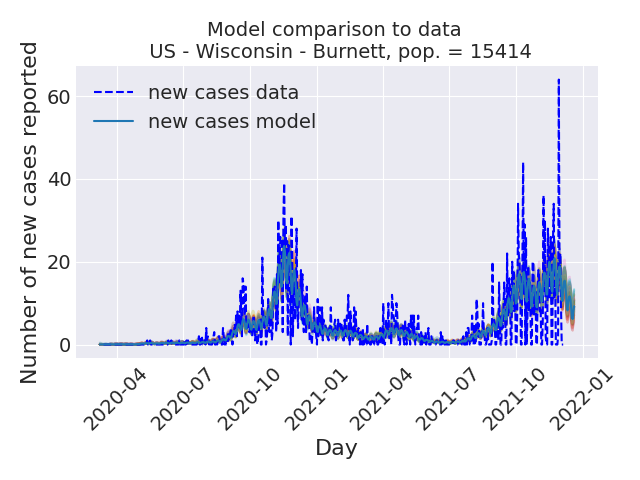 Model comparison to data
US - Wisconsin - Burnett, pop. = 15414
Number of new cases reported
new cases data
new cases model
60
40
20
0
2020-04
2020-07
2020-10
2021-01
2021-04
2021-07
2021-10
2022-01
Day